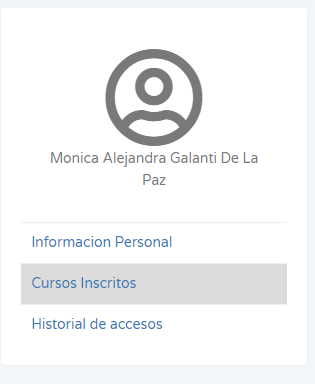 Monica Alejandra Galanti De La
Paz
Informacion Personal
Cursos Inscritos
Historial de accesos